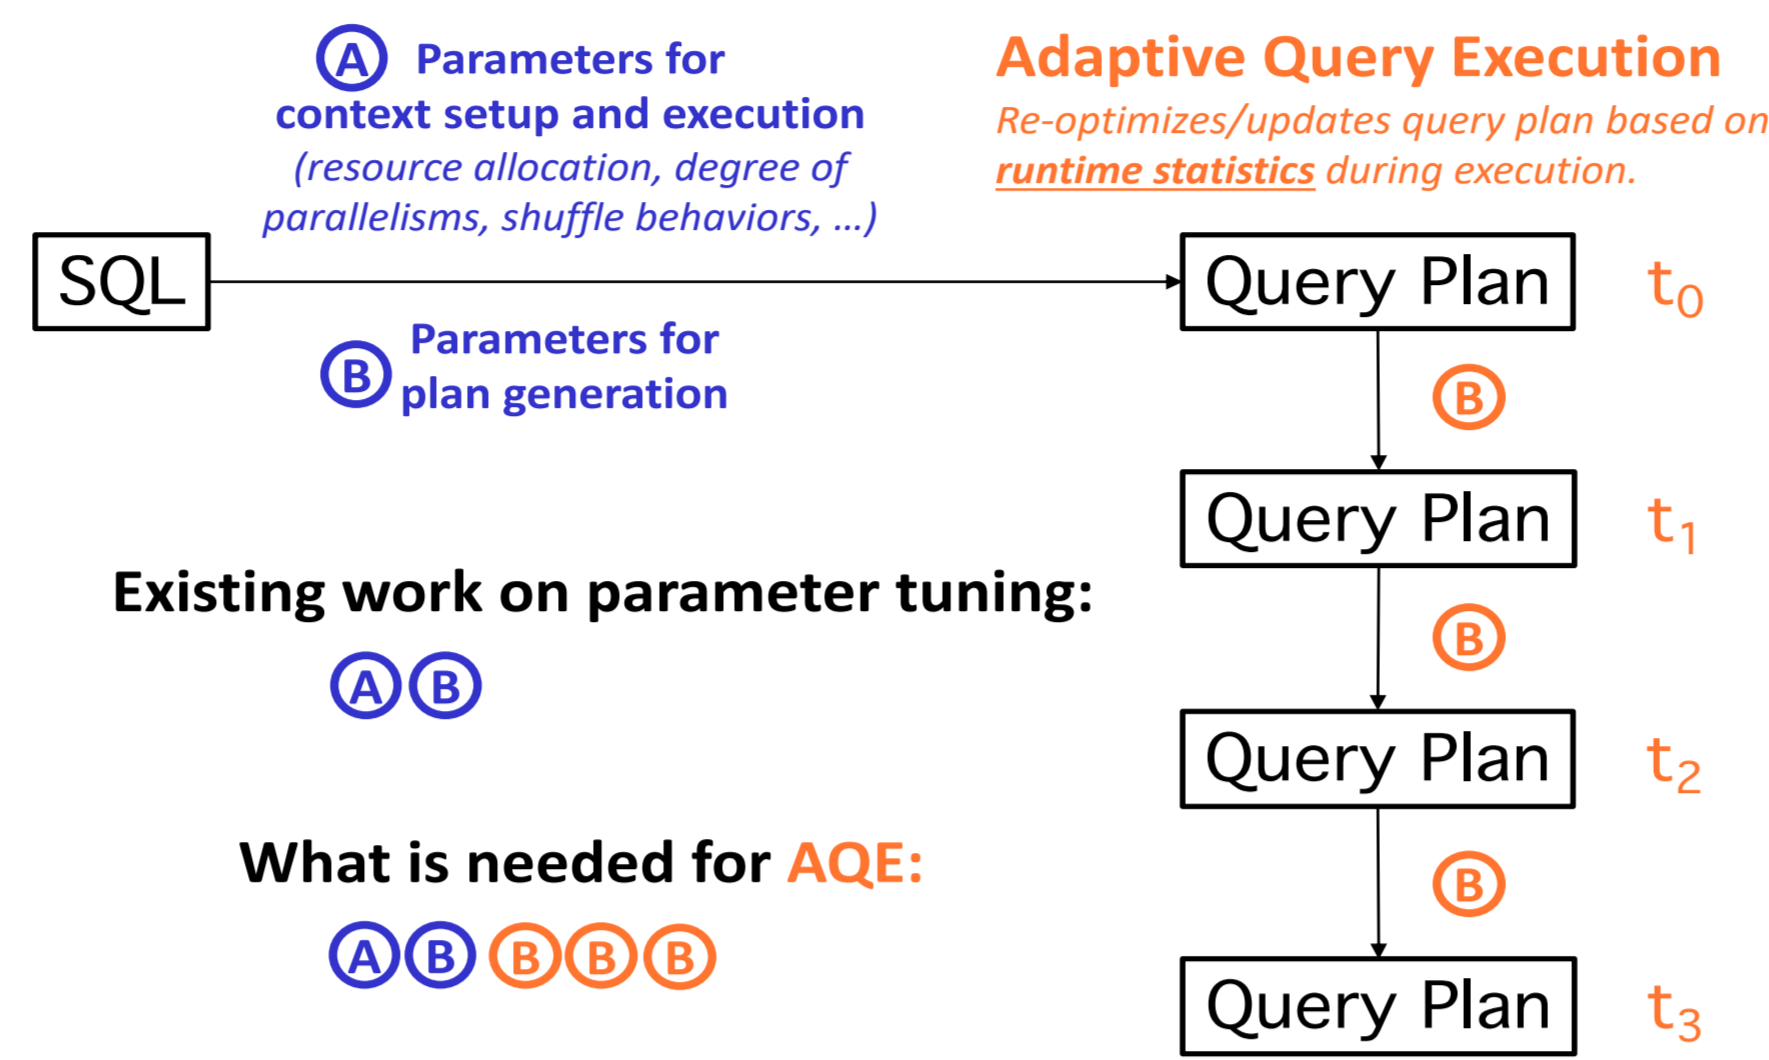 A Parameters for
context setup and execution
(resource allocation, degree of
parallelisms, shuffle behaviors, …)
Adaptive Query Execution
Re-optimizes/updates query plan based on
runtime statistics during execution.
SQL
Query Plan t0
B Parameters for
plan generation
B
Query Plan t1
Existing work on parameter tuning:
A B
B
Query Plan t2
What is needed for AQE:
A B B B B
B
Query Plan t3